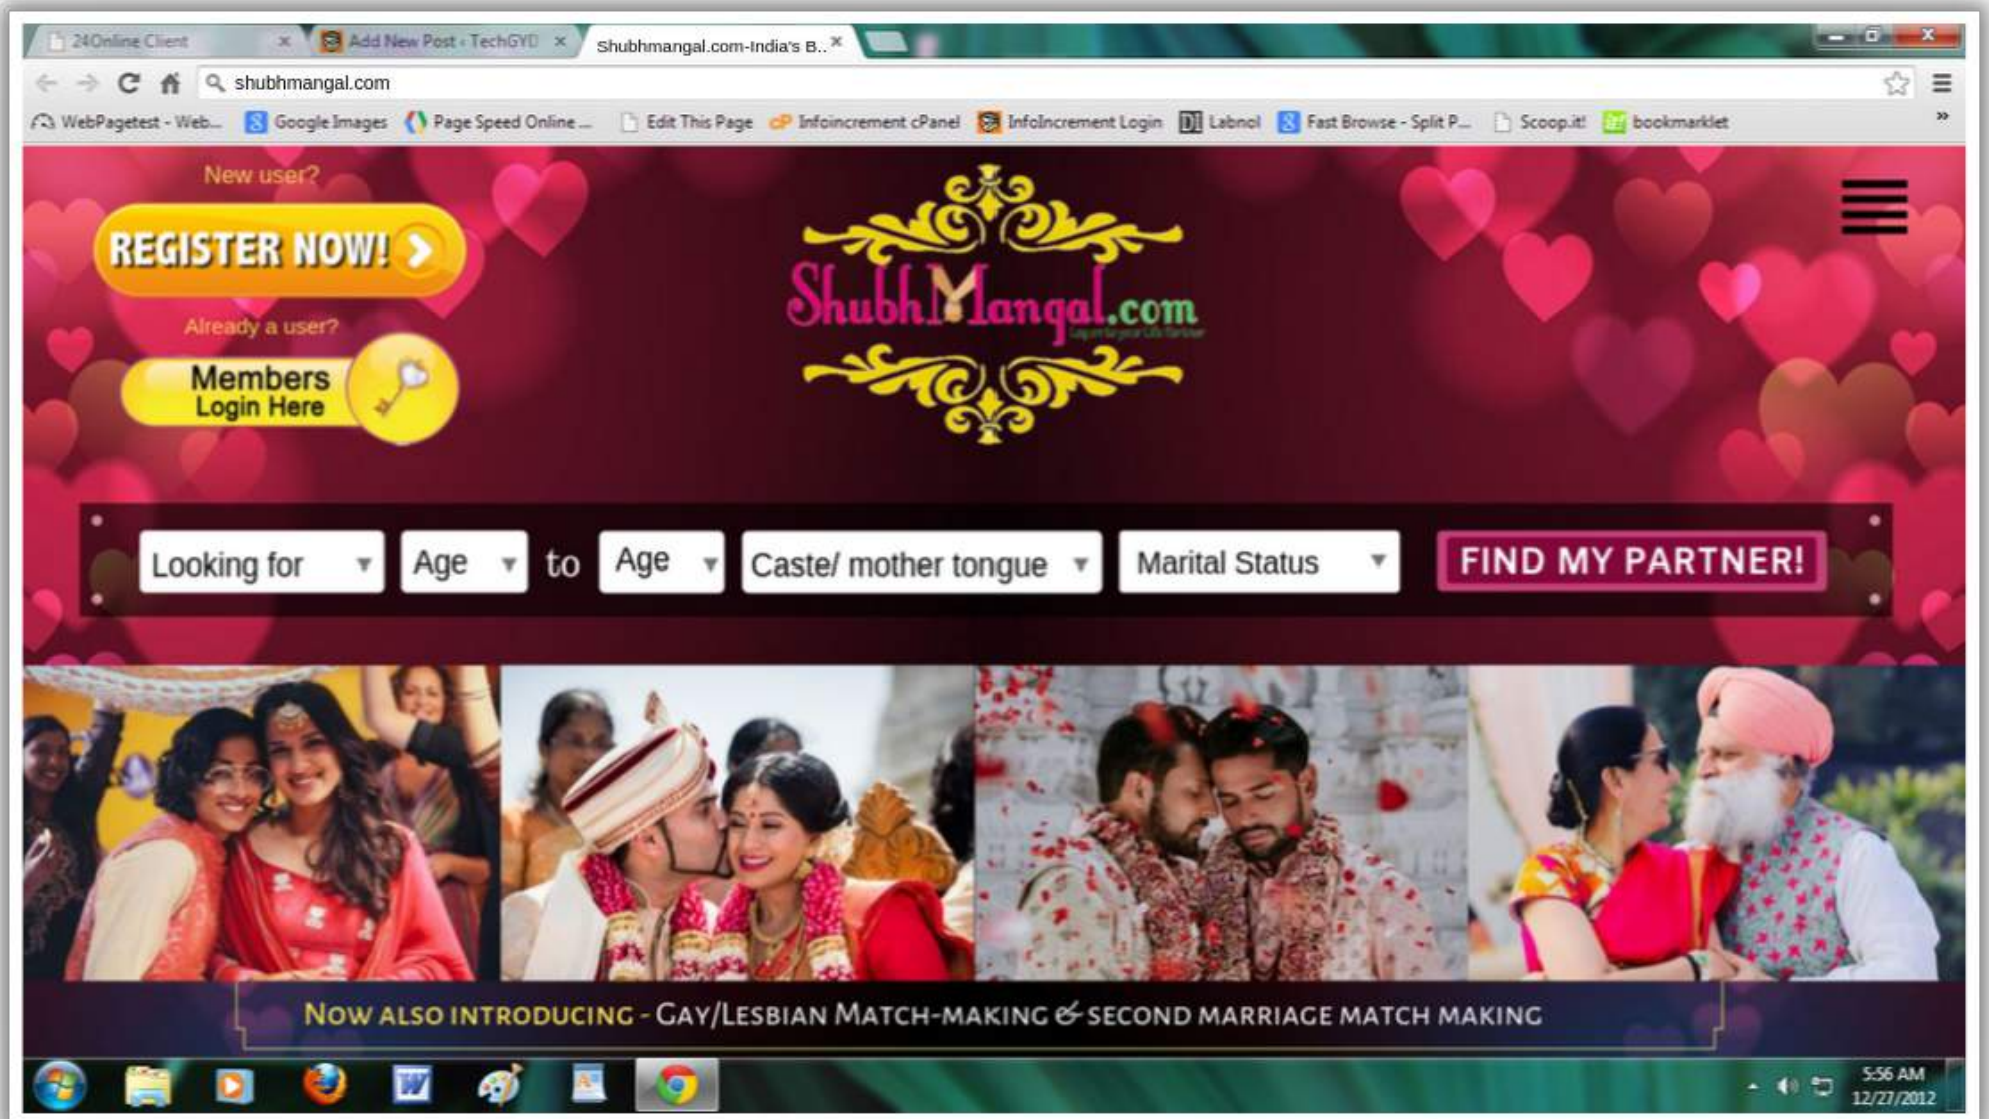 24Online Client
Add New Post ‹ TechGYD
Shubhmangal.com-India's B..
shubhmangal.com
WebPagetest - Web...
Google Images
Page Speed Online ...
Edit This Page
cP Infoincrement cPanel
InfoIncrement Login
Labnol
Fast Browse - Split P...
Scoop.it!
bookmarklet
New user?
REGISTER NOW!
Already a user?
Members
Login Here
ShubhMangal.com
Looking for
Age
to
Age
Caste/ mother tongue
Marital Status
FIND MY PARTNER!
NOW ALSO INTRODUCING - GAY/LESBIAN MATCH-MAKING & SECOND MARRIAGE MATCH MAKING
5:56 AM
12/27/2012